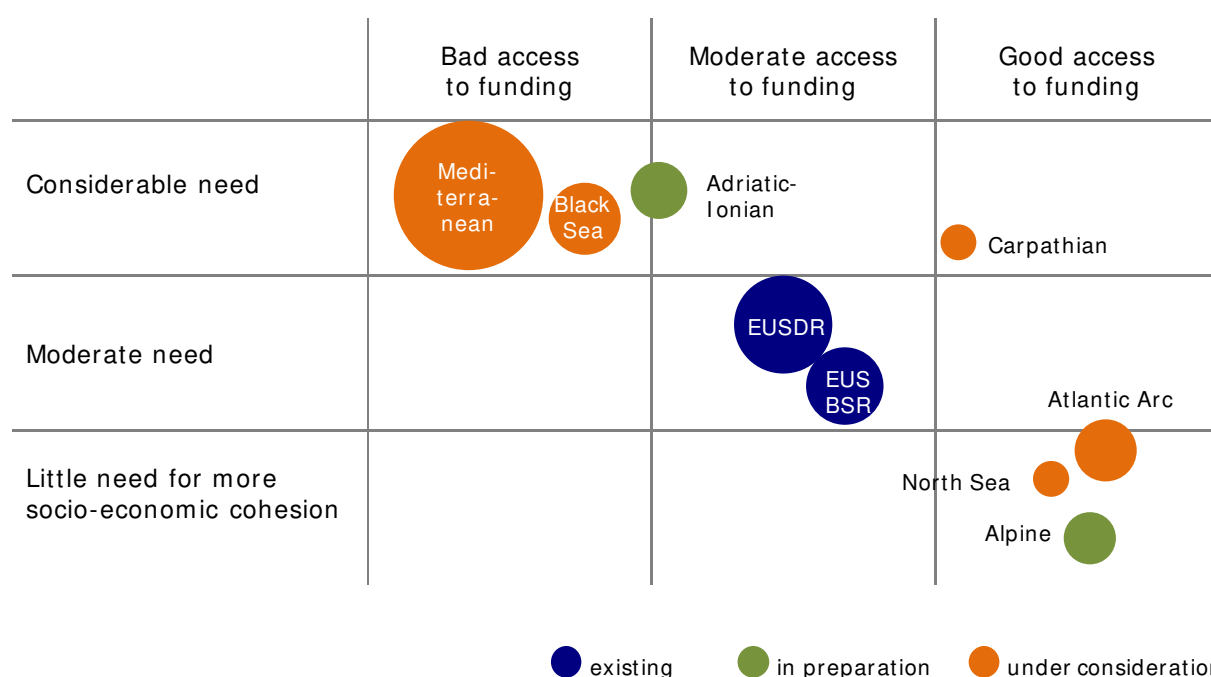 Bad access
to funding
Moderate access
to funding
Good access
to funding
Considerable need
Medi-
terra-
nean
Black
Sea
Adriatic-
Ionian
Carpathian
Moderate need
EUSDR
EUS
BSR
Atlantic Arc
Little need for more
socio-economic cohesion
North Sea
Alpine
existing
in preparation
under consideration